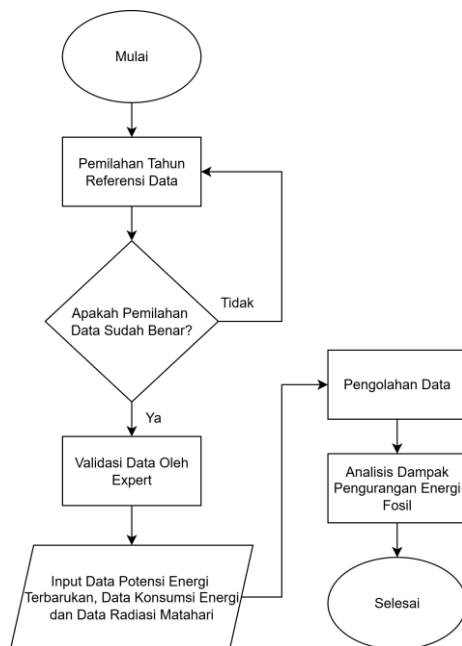 Mulai
Pemilahan Tahun
Referensi Data
Apakah Pemilahan
Data Sudah Benar?
Tidak
Ya
Validasi Data Oleh
Expert
Input Data Potensi Energi
Terbarukan, Data Konsumsi Energi
dan Data Radiasi Matahari
Pengolahan Data
Analisis Dampak
Pengurangan Energi
Fosil
Selesai